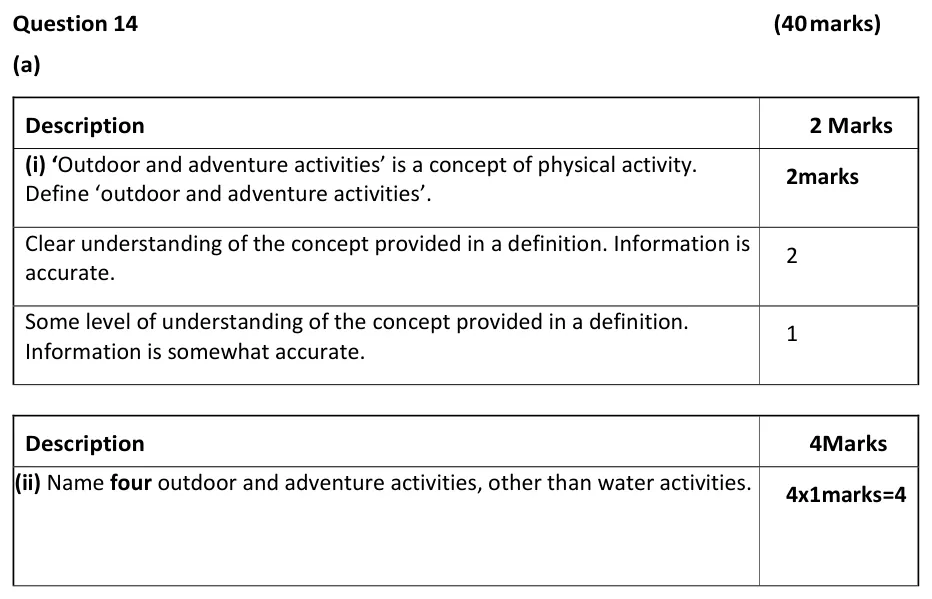 Question 14 (40marks)
(a)
Description 2 Marks
(i) ‘Outdoor and adventure activities’ is a concept of physical activity. 2marks
Define ‘outdoor and adventure activities’.
Clear understanding of the concept provided in a definition. Information is 2
accurate.
Some level of understanding of the concept provided in a definition. 1
Information is somewhat accurate.
Description 4Marks
(ii) Name four outdoor and adventure activities, other than water activities. 4x1marks=4